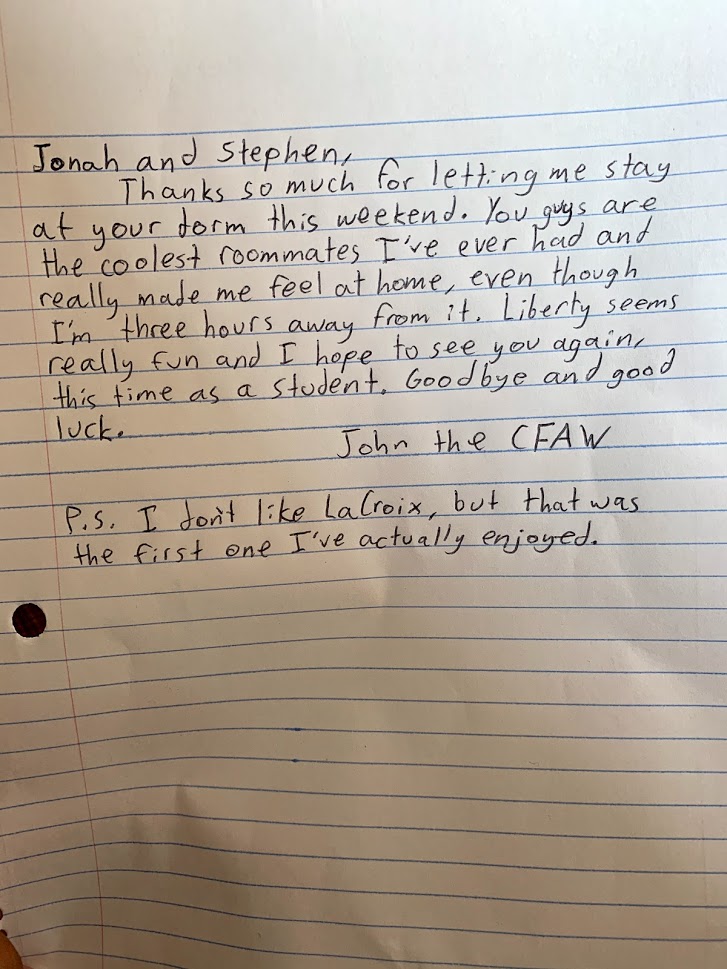 Jonah and Stephen,
Thanks so much for letting me stay
at your dorm this weekend. You guys are
the coolest roommates I've ever had and
really made me feel at home, even though
I'm three hours away from it. Liberty seems
really fun and I hope to see you again,
this time as a student. Goodbye and good
luck.
John the CFAW
P.S. I don't like LaCroix, but that was
the first one I've actually enjoyed.